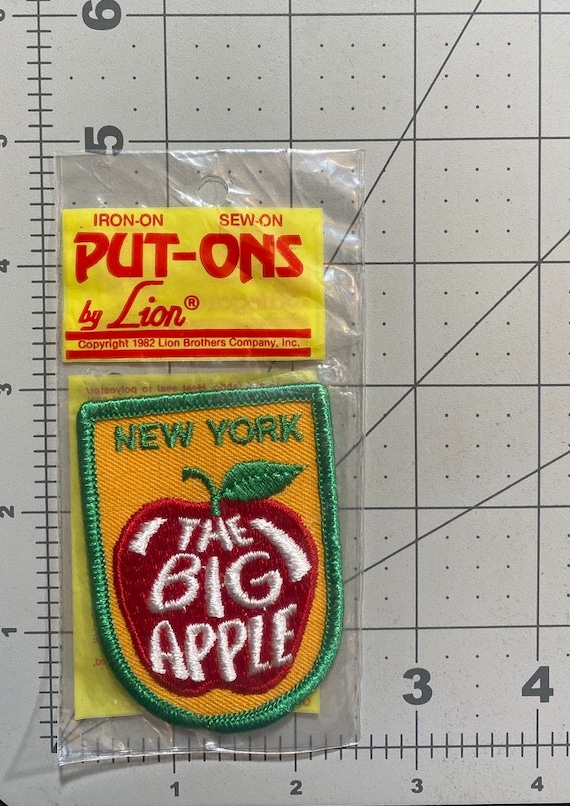 6
5
IRON-ON SEW-ON
PUT-ONS
by Lion®
Copyright 1982 Lion Brothers Company, Inc.
4
3
NEW YORK
THE
BIG
APPLE
2
1
3 4
1 2 3 4